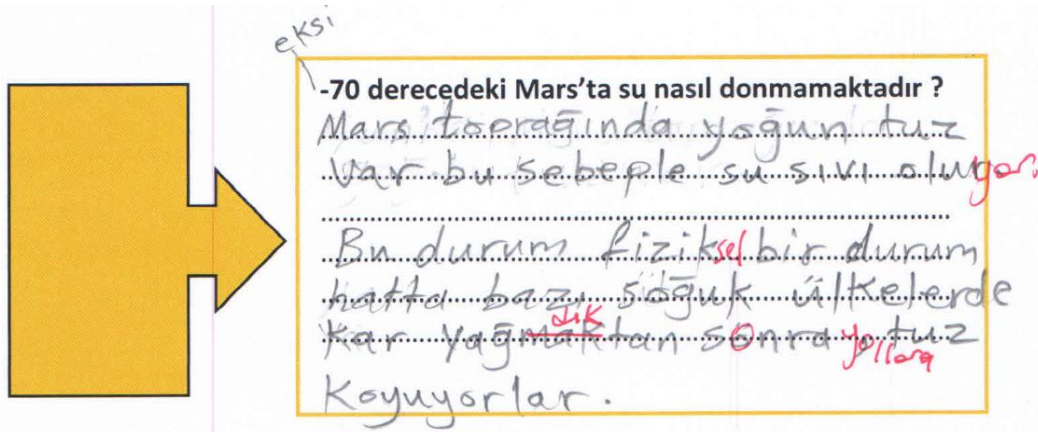 eksi
-70 derecedeki Mars'ta su nasıl donmamaktadır ?
Mars toprağında yoğun tuz
var bu sebeple su sıvı oluyor.
Bu durum fiziksel bir durum
hatta bazı soğuk ülkelerde
dık
kar yağmaktan sonra tuz
yollara
koyuyorlar.